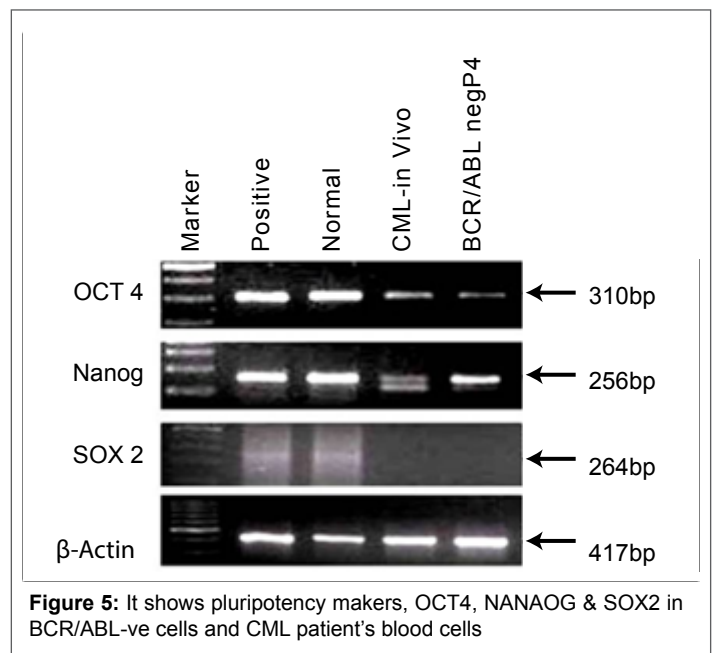 Marker
Positive
Normal
CML-in Vivo
BCR/ABL negP4
OCT 4
310bp
Nanog
256bp
SOX 2
264bp
β-Actin
417bp
Figure 5: It shows pluripotency makers, OCT4, NANAOG & SOX2 in
BCR/ABL-ve cells and CML patient's blood cells